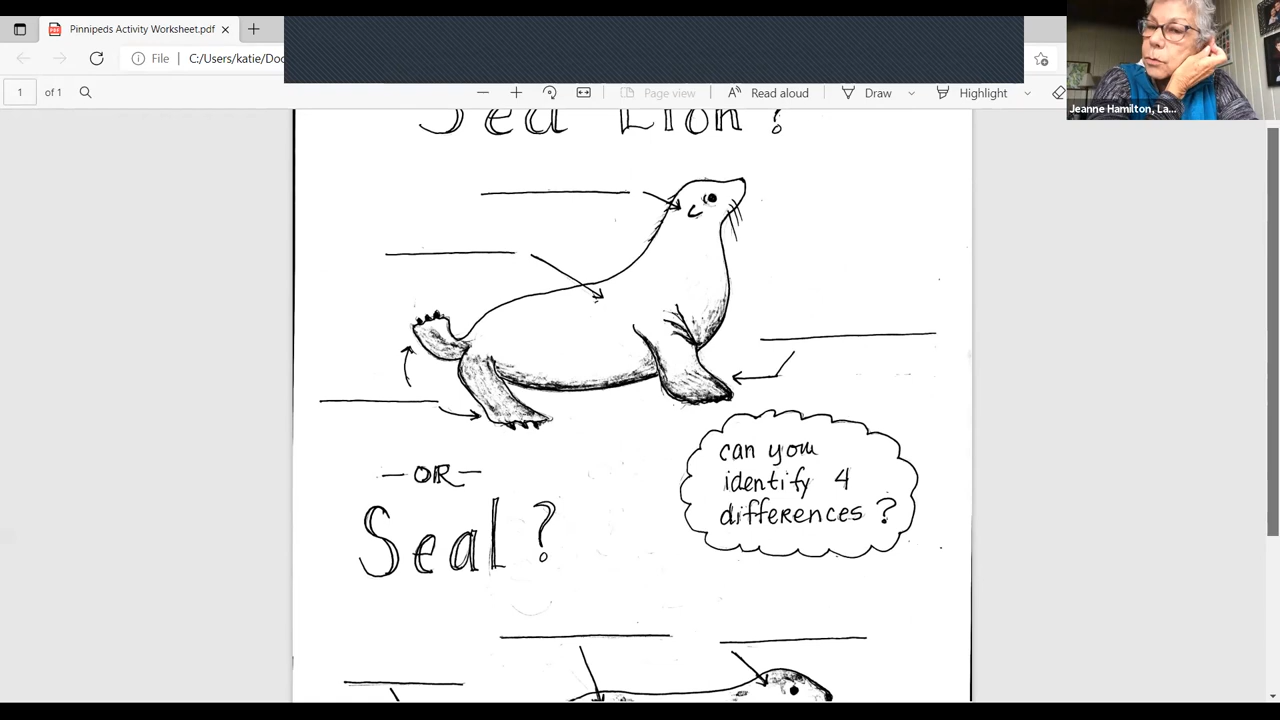 Pinnipeds Activity Worksheet.pdf
File
C:/Users/katie/Doc
1
of 1
Page view
Read aloud
Draw
Highlight
Jeanne Hamilton, La...
Sea Lion?
can you
identify 4
differences ?
-OR-
Seal?